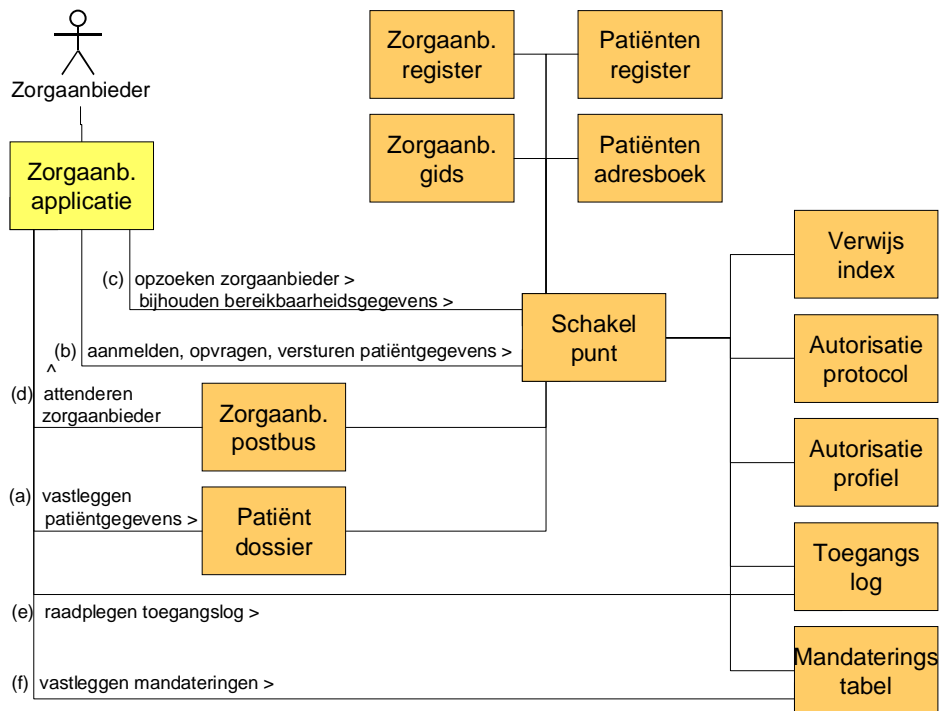 Zorgaanbieder
Zorgaanb.
applicatie
Zorgaanb.
register
Patiënten
register
Zorgaanb.
gids
Patiënten
adresboek
(c) opzoeken zorgaanbieder >
bijhouden bereikbaarheidsgegevens >
Schakel
punt
Verwijs
index
(b) aanmelden, opvragen, versturen patiëntgegevens >
Autorisatie
protocol
^
(d) attenderen
zorgaanbieder
Zorgaanb.
postbus
Autorisatie
profiel
(a) vastleggen
patiëntgegevens >
Patiënt
dossier
Toegangs
log
(e) raadplegen toegangslog >
Mandaterings
tabel
(f) vastleggen mandateringen >